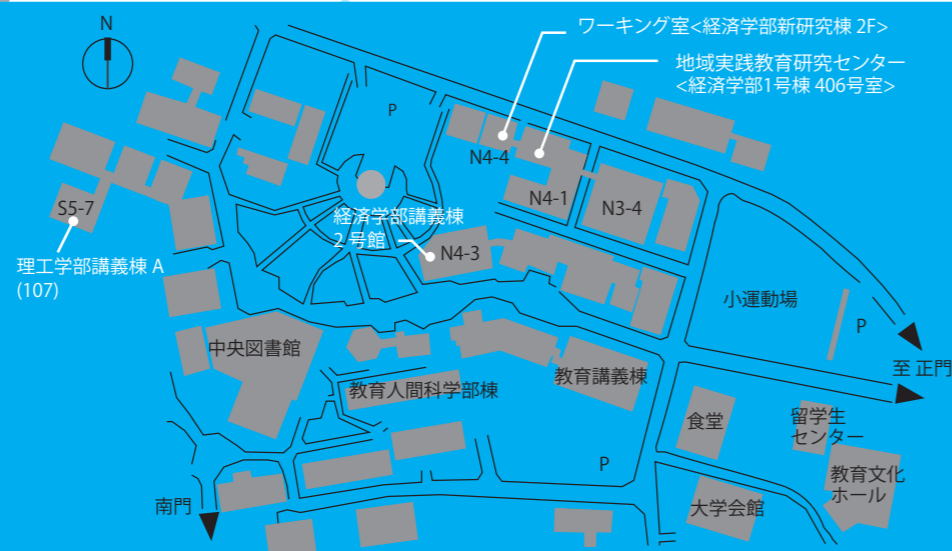 N
ワーキング室<経済学部新研究棟 2F>
地域実践教育研究センター
<経済学部1号棟 406号室>
P
N4-4
N4-1
N3-4
S5-7
経済学部講義棟
2 号館
N4-3
理工学部講義棟 A
(107)
小運動場
P
至 正門
中央図書館
教育人間科学部棟
教育講義棟
食堂
留学生
センター
P
教育文化
ホール
南門
大学会館